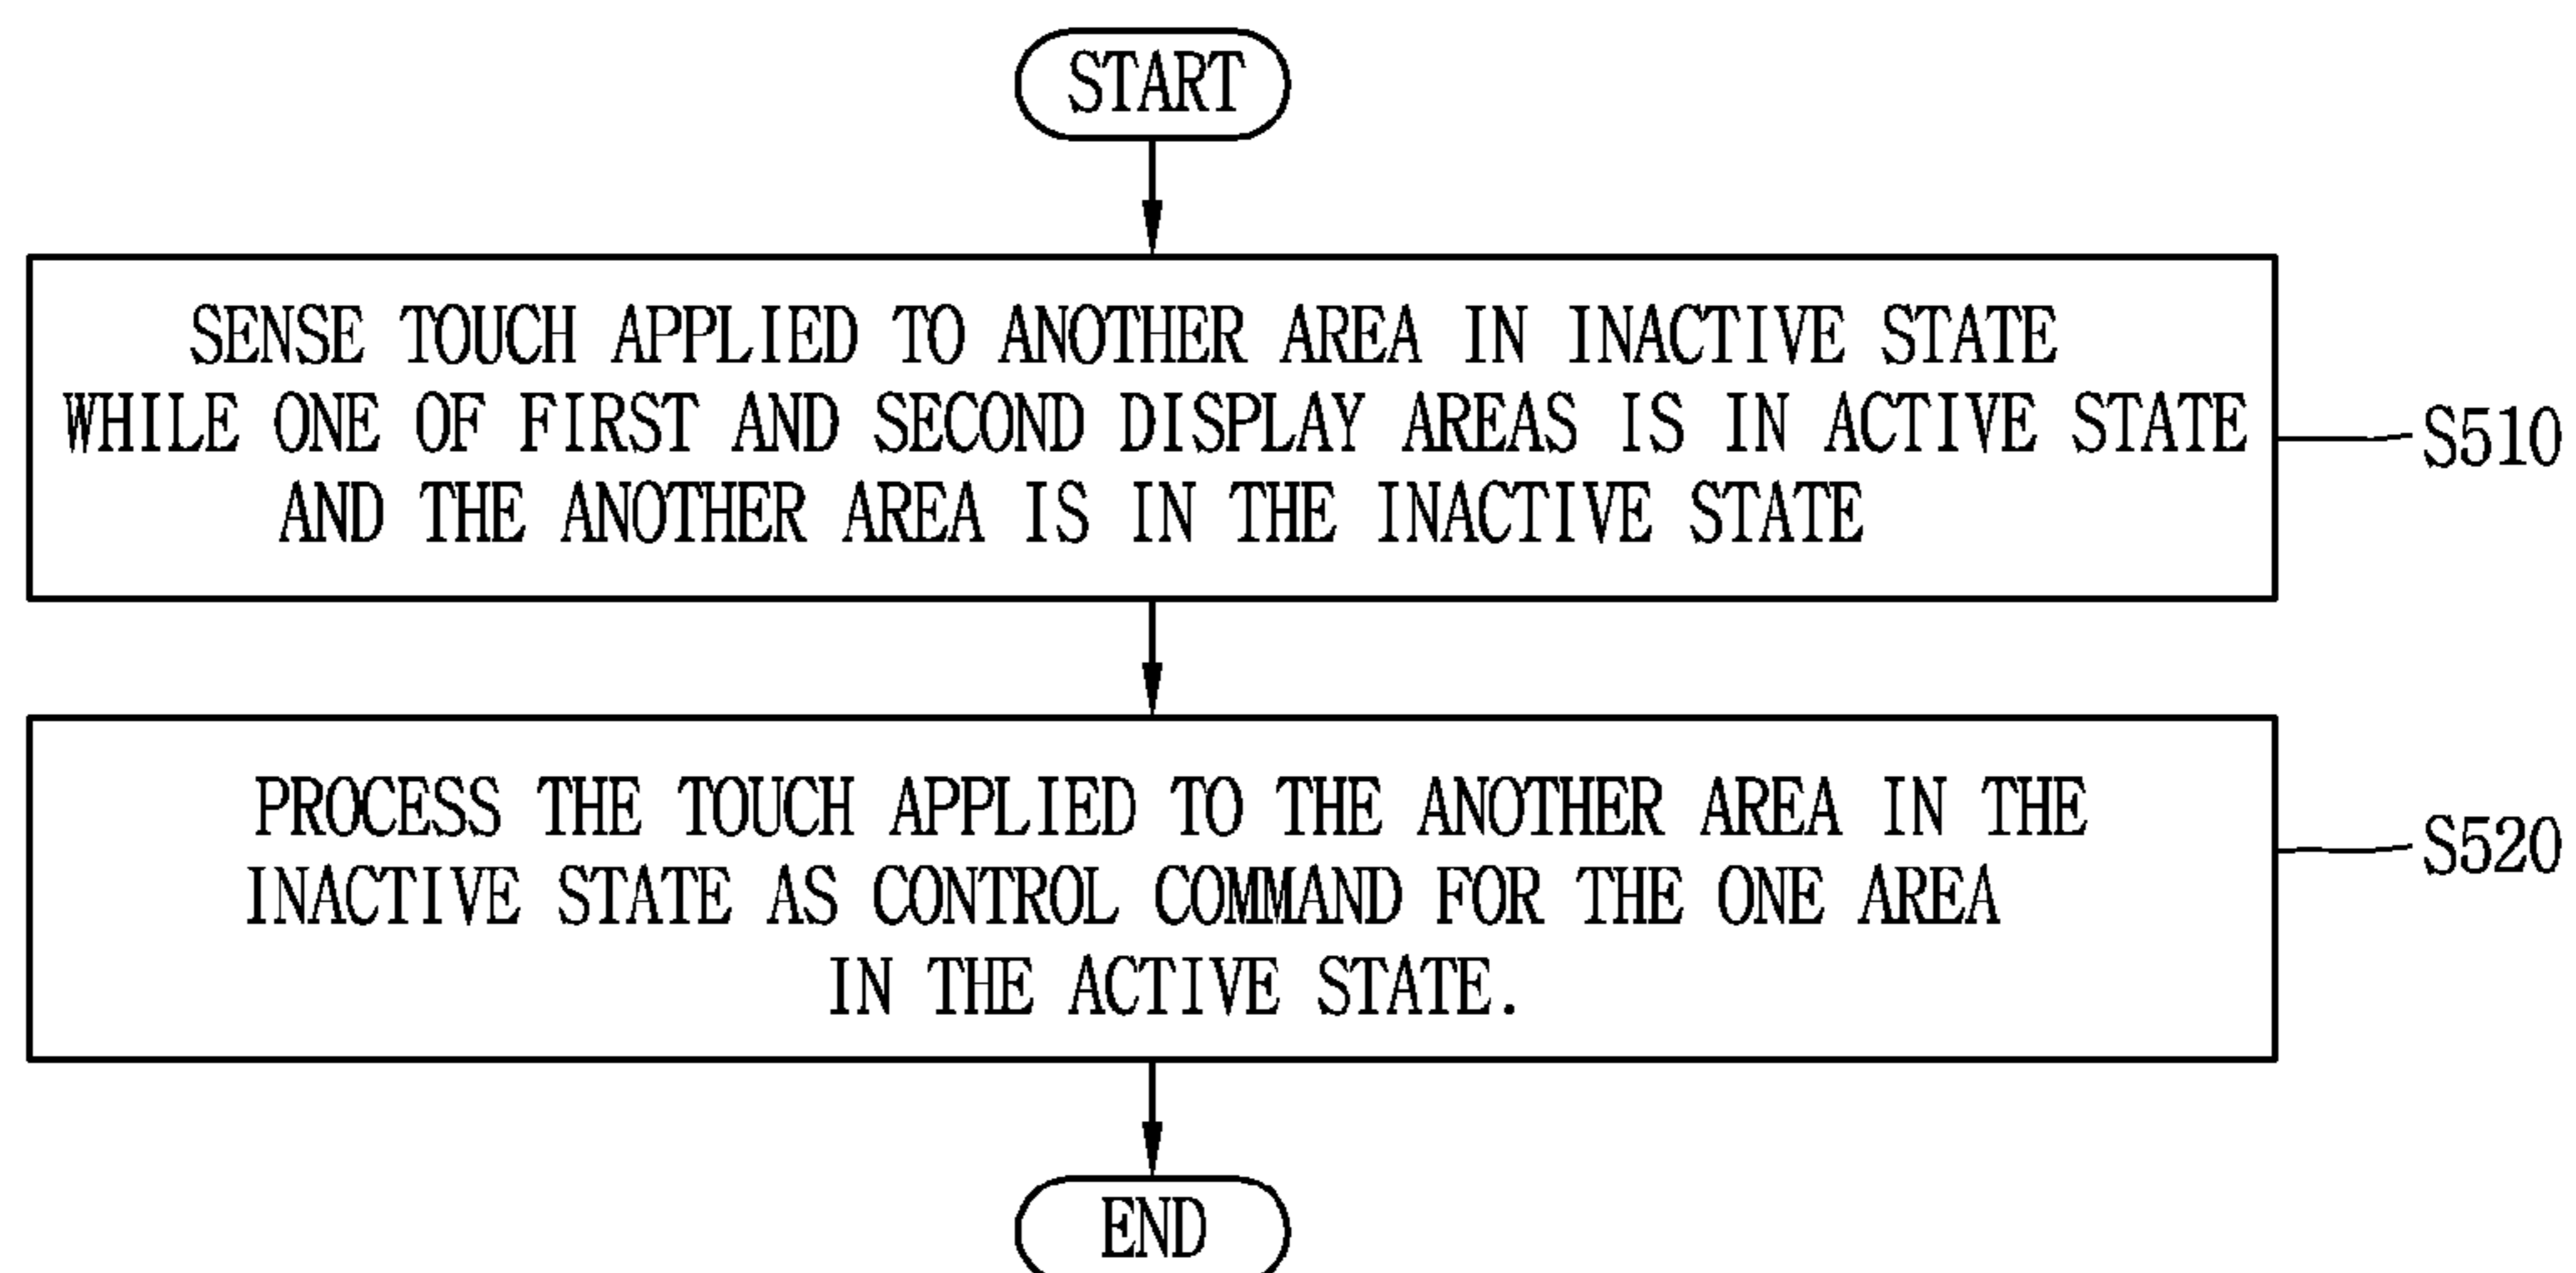 START
SENSE TOUCH APPLIED TO ANOTHER AREA IN INACTIVE STATE
WHILE ONE OF FIRST AND SECOND DISPLAY AREAS IS IN ACTIVE STATE
AND THE ANOTHER AREA IS IN THE INACTIVE STATE
S510
PROCESS THE TOUCH APPLIED TO THE ANOTHER AREA IN THE
INACTIVE STATE AS CONTROL COMMAND FOR THE ONE AREA
IN THE ACTIVE STATE.
S520
END